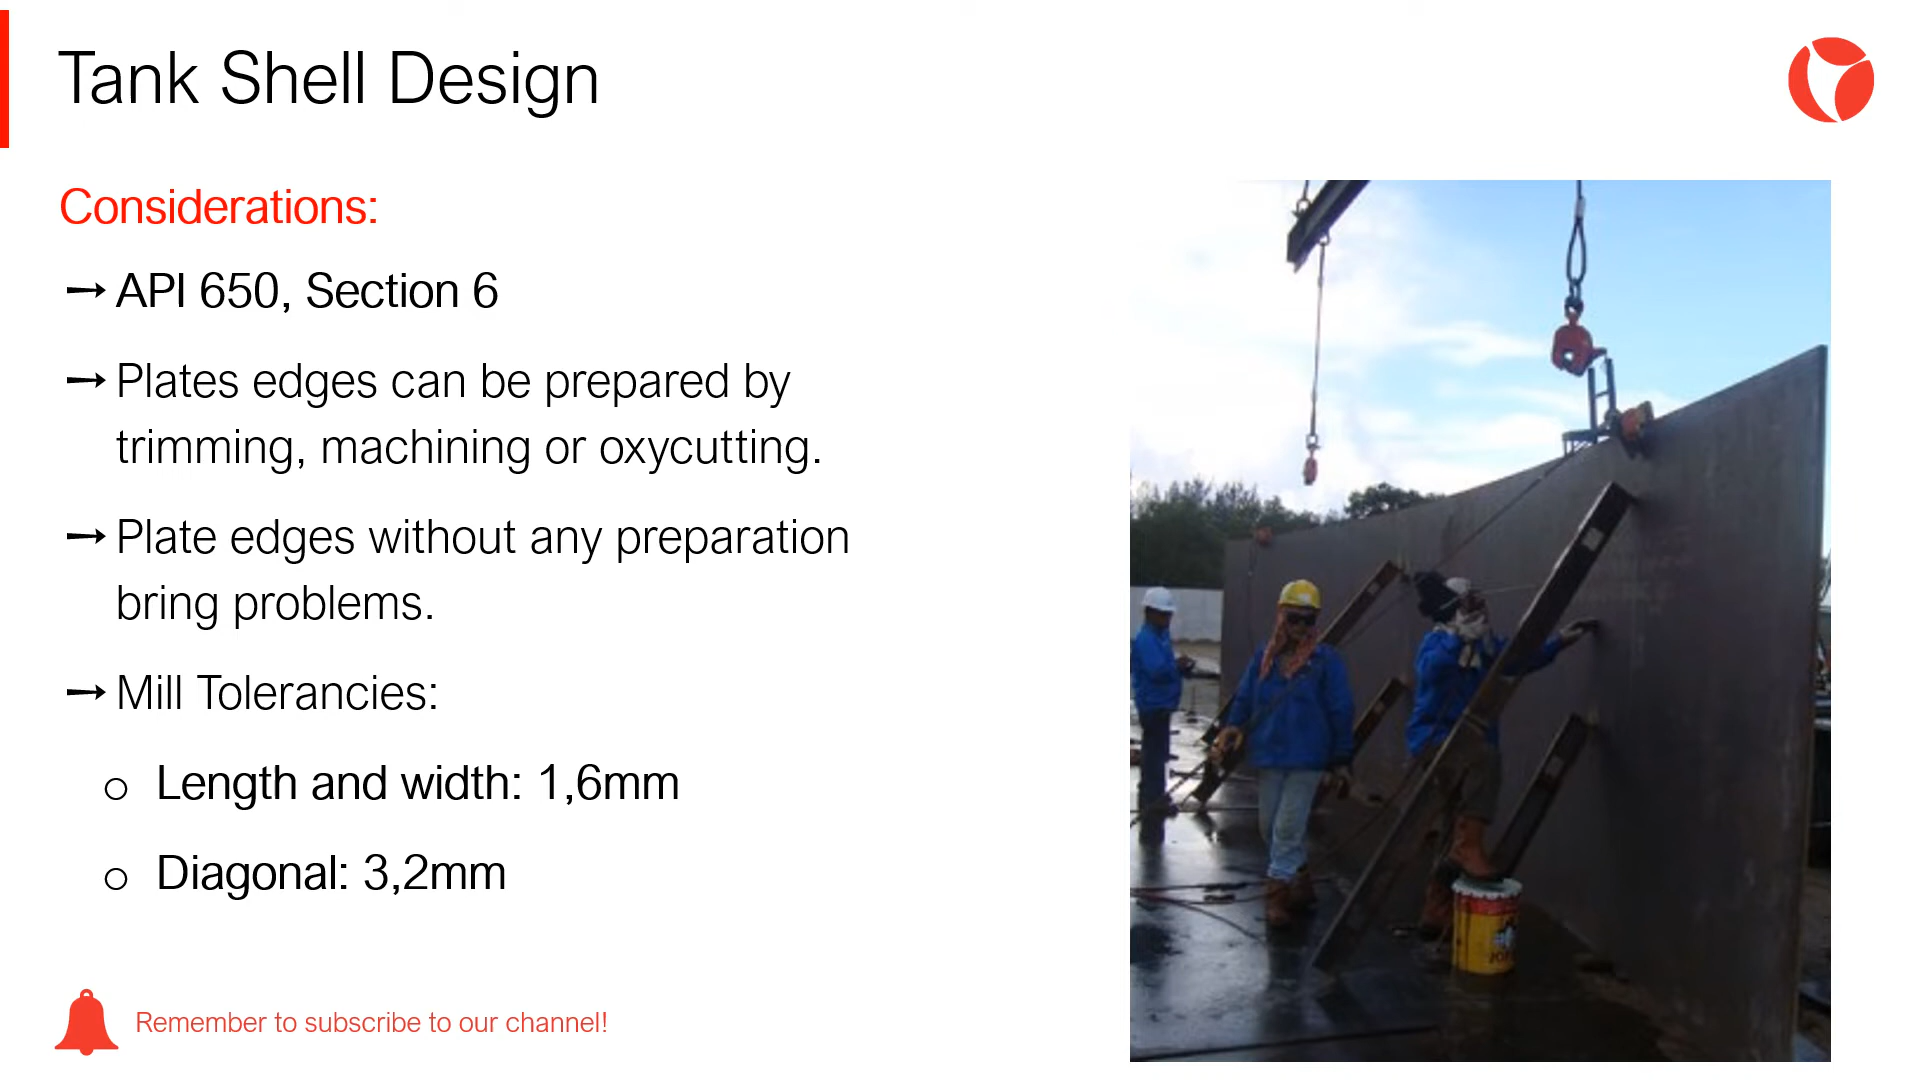 Tank Shell Design
Considerations:
→ API 650, Section 6
→ Plates edges can be prepared by
trimming, machining or oxycutting.
→ Plate edges without any preparation
bring problems.
→ Mill Tolerancies:
o Length and width: 1,6mm
o Diagonal: 3,2mm
Remember to subscribe to our channel!